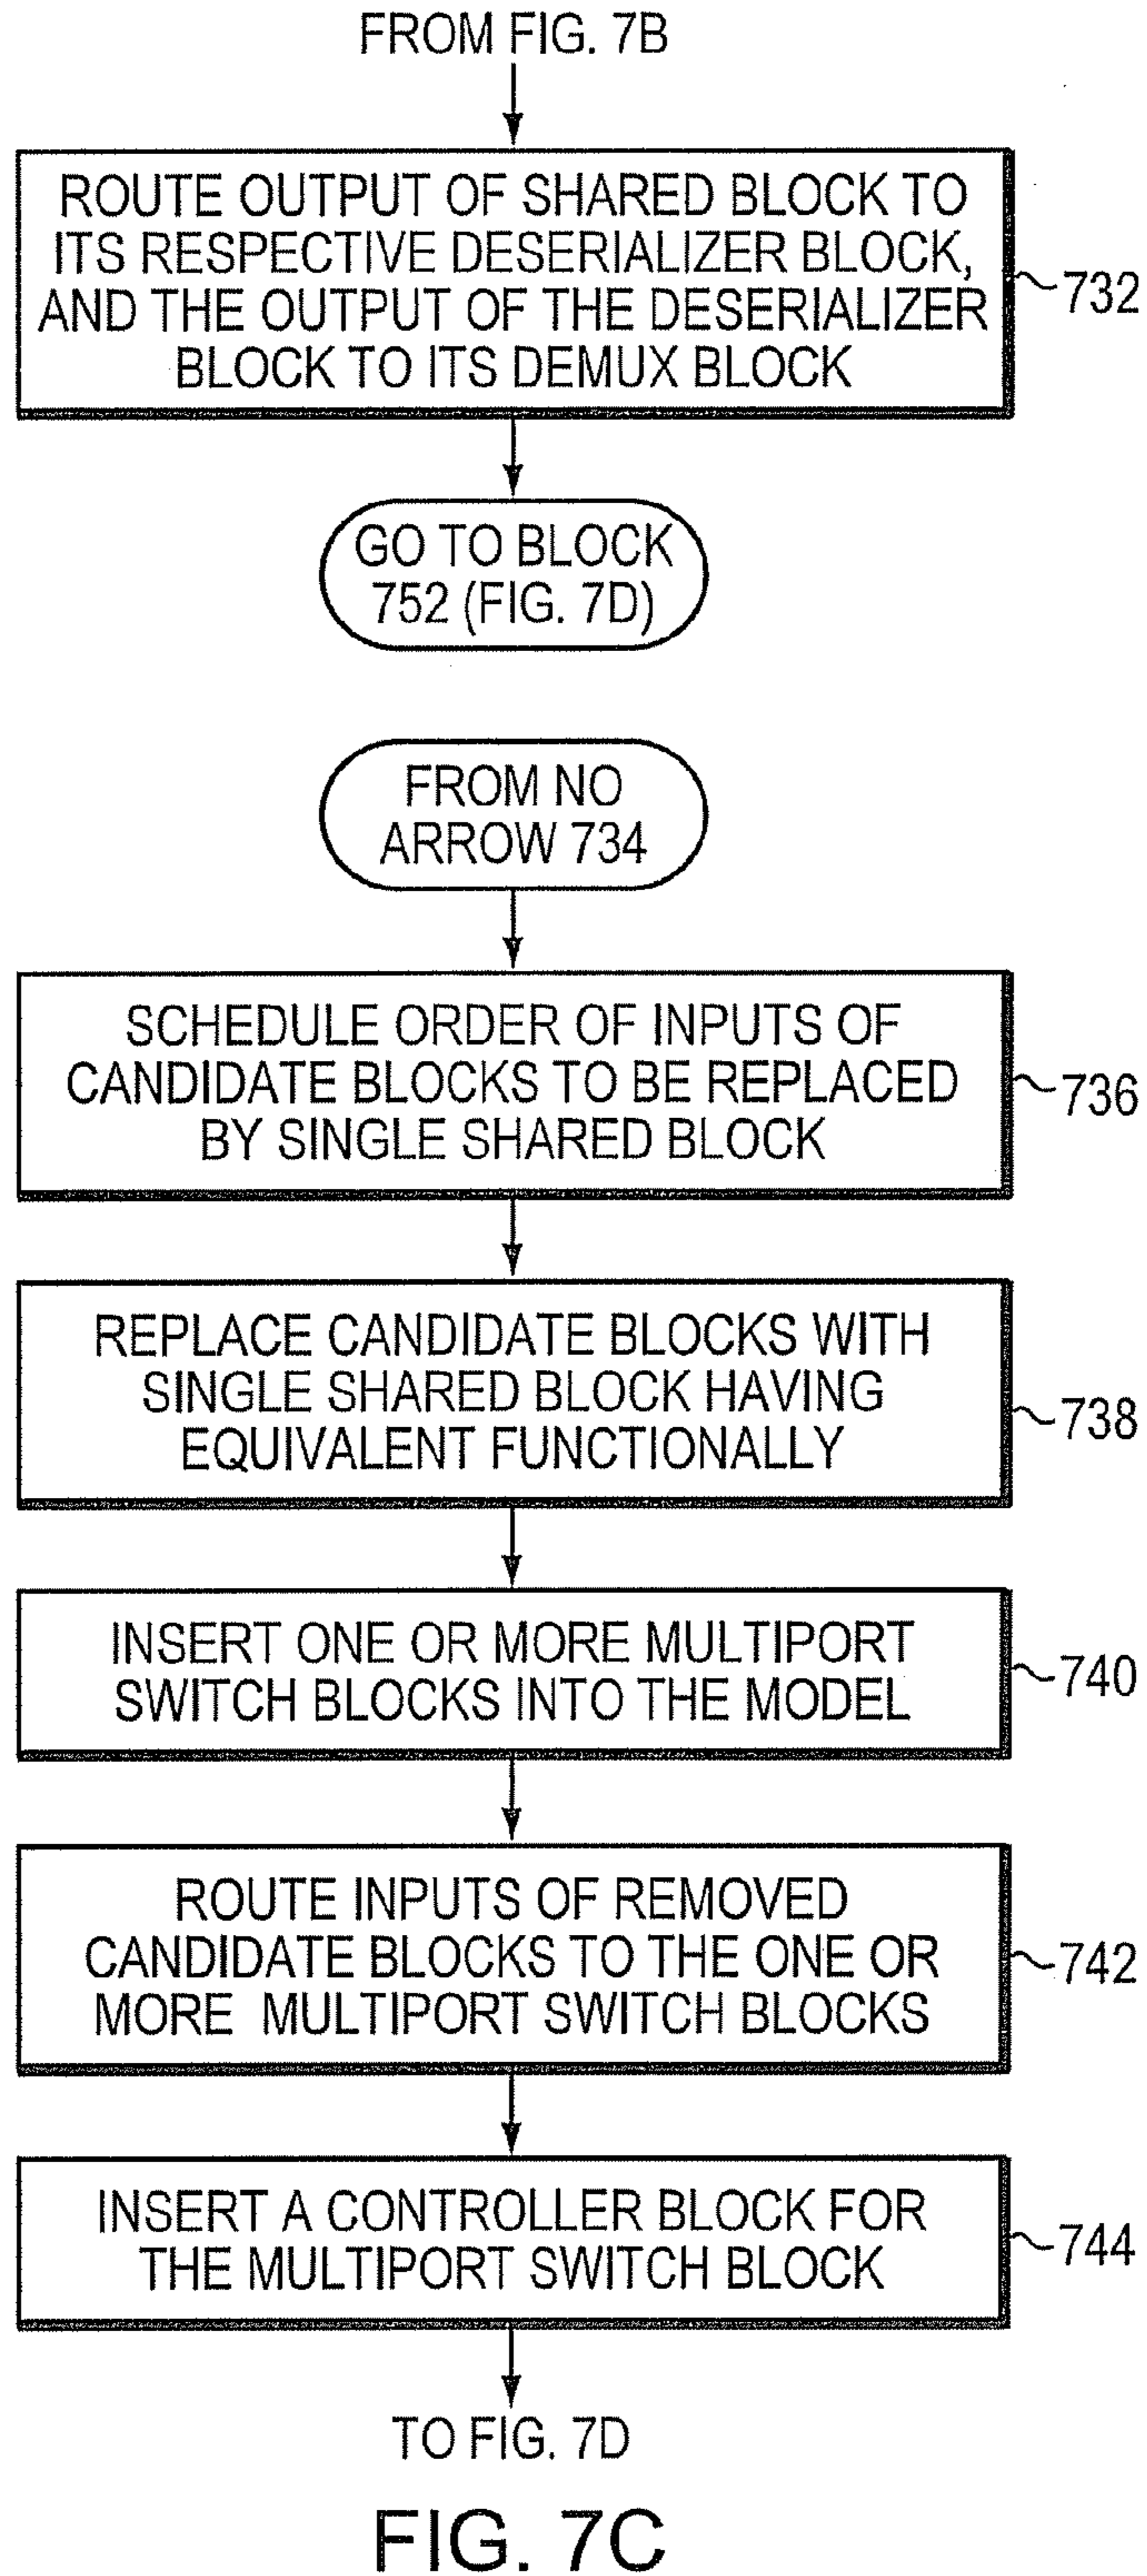 FROM FIG. 7B
ROUTE OUTPUT OF SHARED BLOCK TO
ITS RESPECTIVE DESERIALIZER BLOCK,
AND THE OUTPUT OF THE DESERIALIZER
BLOCK TO ITS DEMUX BLOCK
732
GO TO BLOCK
752 (FIG. 7D)
FROM NO
ARROW 734
SCHEDULE ORDER OF INPUTS OF
CANDIDATE BLOCKS TO BE REPLACED
BY SINGLE SHARED BLOCK
736
REPLACE CANDIDATE BLOCKS WITH
SINGLE SHARED BLOCK HAVING
EQUIVALENT FUNCTIONALLY
738
INSERT ONE OR MORE MULTIPORT
SWITCH BLOCKS INTO THE MODEL
740
ROUTE INPUTS OF REMOVED
CANDIDATE BLOCKS TO THE ONE OR
MORE MULTIPORT SWITCH BLOCKS
742
INSERT A CONTROLLER BLOCK FOR
THE MULTIPORT SWITCH BLOCK
744
TO FIG. 7D
FIG. 7C